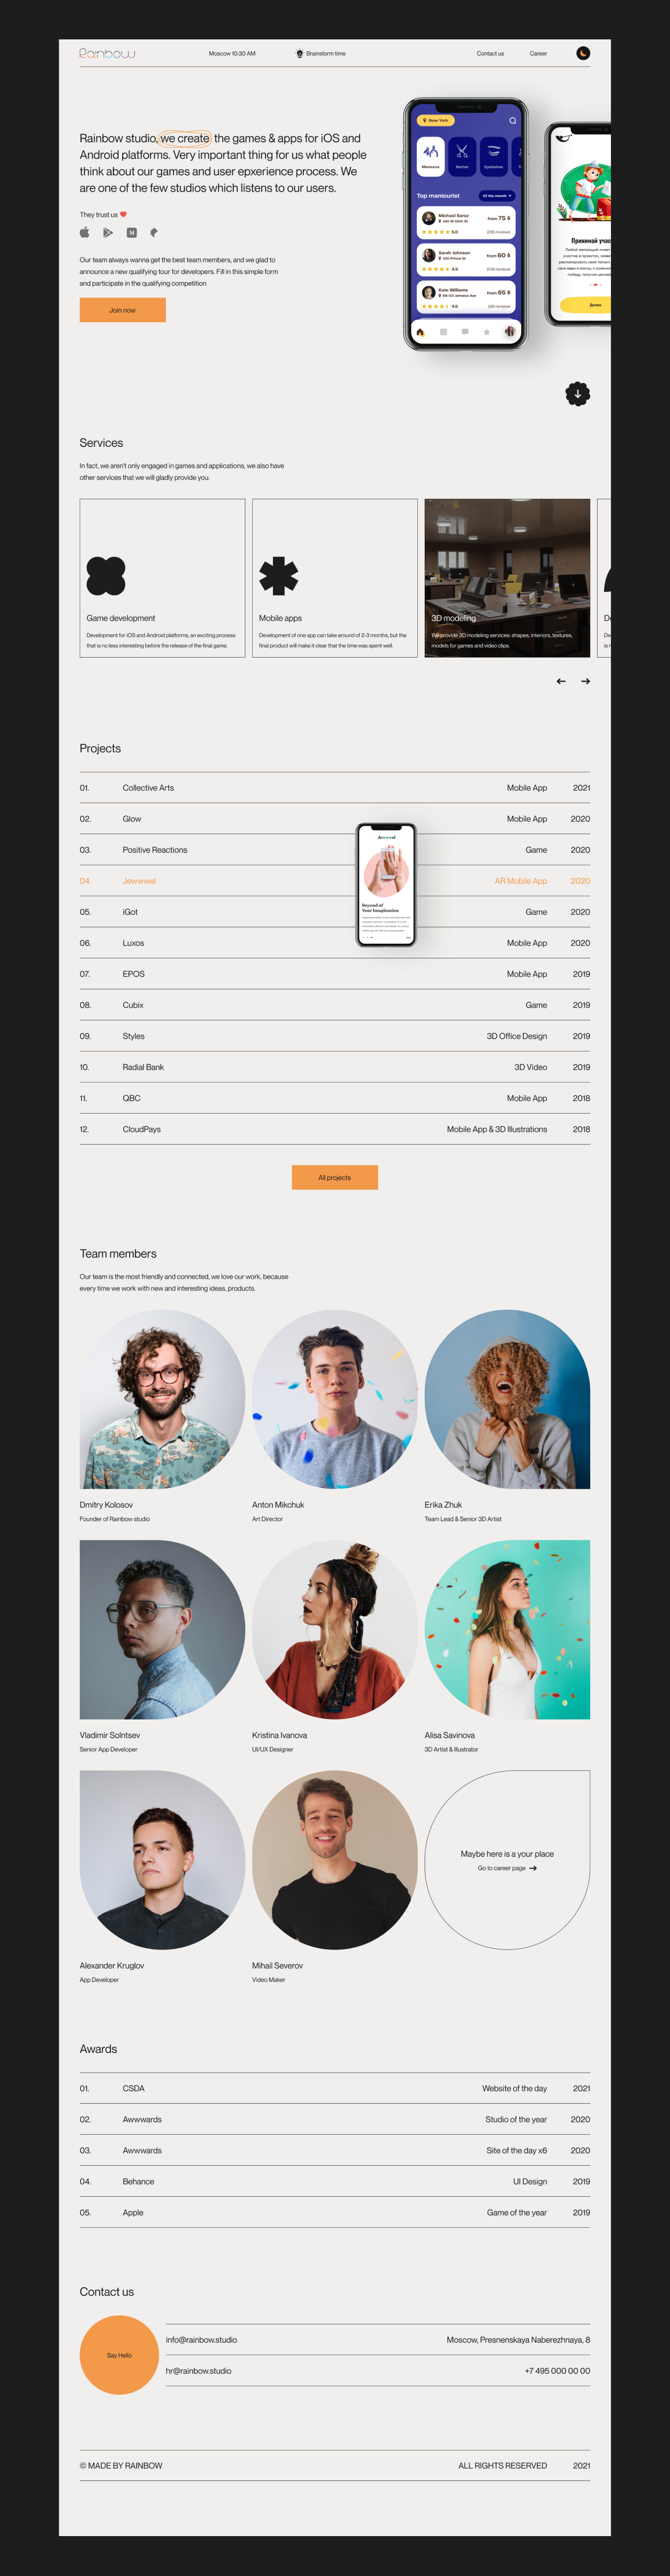 Rainbow
Moscow 10:30 AM
Brainstorm time
Contact us
Career
Rainbow studio, we create the games & apps for iOS and
Android platforms. Very important thing for us what people
think about our games and user epxerience process. We
are one of the few studios which listens to our users.
They trust us
Our team always wanna get the best team members, and we glad to
announce a new qualifying tour for developers. Fill in this simple form
and participate in the qualifying competition
Join now
New York
Manicure
Barber
Eyelashes
Top manicurist
Of the month
Michael Saraz
from 75 $
5.0
Sarah Johnson
from 60 $
4.9
Kate Williams
from 65 $
4.6
Принимай учас
Далее
Services
In fact, we aren't only engaged in games and applications, we also have
other services that we will gladly provide you.
Game development
Development for iOS and Android platforms, an exciting process
that is no less interesting before the release of the final game.
Mobile apps
Development of one app can take around of 2-3 months, but the
final product will make it clear that the time was spent well.
3D modeling
We provide 3D modeling services: shapes, interiors, textures,
models for games and video clips.
De
De
is n
Projects
01. Collective Arts Mobile App 2021
02. Glow Mobile App 2020
03. Positive Reactions Game 2020
04. Jewwwel AR Mobile App 2020
05. iGot Game 2020
06. Luxos Mobile App 2020
07. EPOS Mobile App 2019
08. Cubix Game 2019
09. Styles 3D Office Design 2019
10. Radial Bank 3D Video 2019
11. QBC Mobile App 2018
12. CloudPays Mobile App & 3D Illustrations 2018
Jewwwel
Beyond of
Your Imagination
All projects
Team members
Our team is the most friendly and connected, we love our work, because
every time we work with new and interesting ideas, products.
Dmitry Kolosov
Founder of Rainbow studio
Anton Mikchuk
Art Director
Erika Zhuk
Team Lead & Senior 3D Artist
Vladimir Solntsev
Senior App Developer
Kristina Ivanova
UI/UX Designer
Alisa Savinova
3D Artist & Illustrator
Alexander Kruglov
App Developer
Mihail Severov
Video Maker
Maybe here is a your place
Go to career page
Awards
01. CSDA Website of the day 2021
02. Awwwards Studio of the year 2020
03. Awwwards Site of the day x6 2020
04. Behance UI Design 2019
05. Apple Game of the year 2019
Contact us
Say Hello
info@rainbow.studio
Moscow, Presnenskaya Naberezhnaya, 8
hr@rainbow.studio
+7 495 000 00 00
© MADE BY RAINBOW
ALL RIGHTS RESERVED 2021